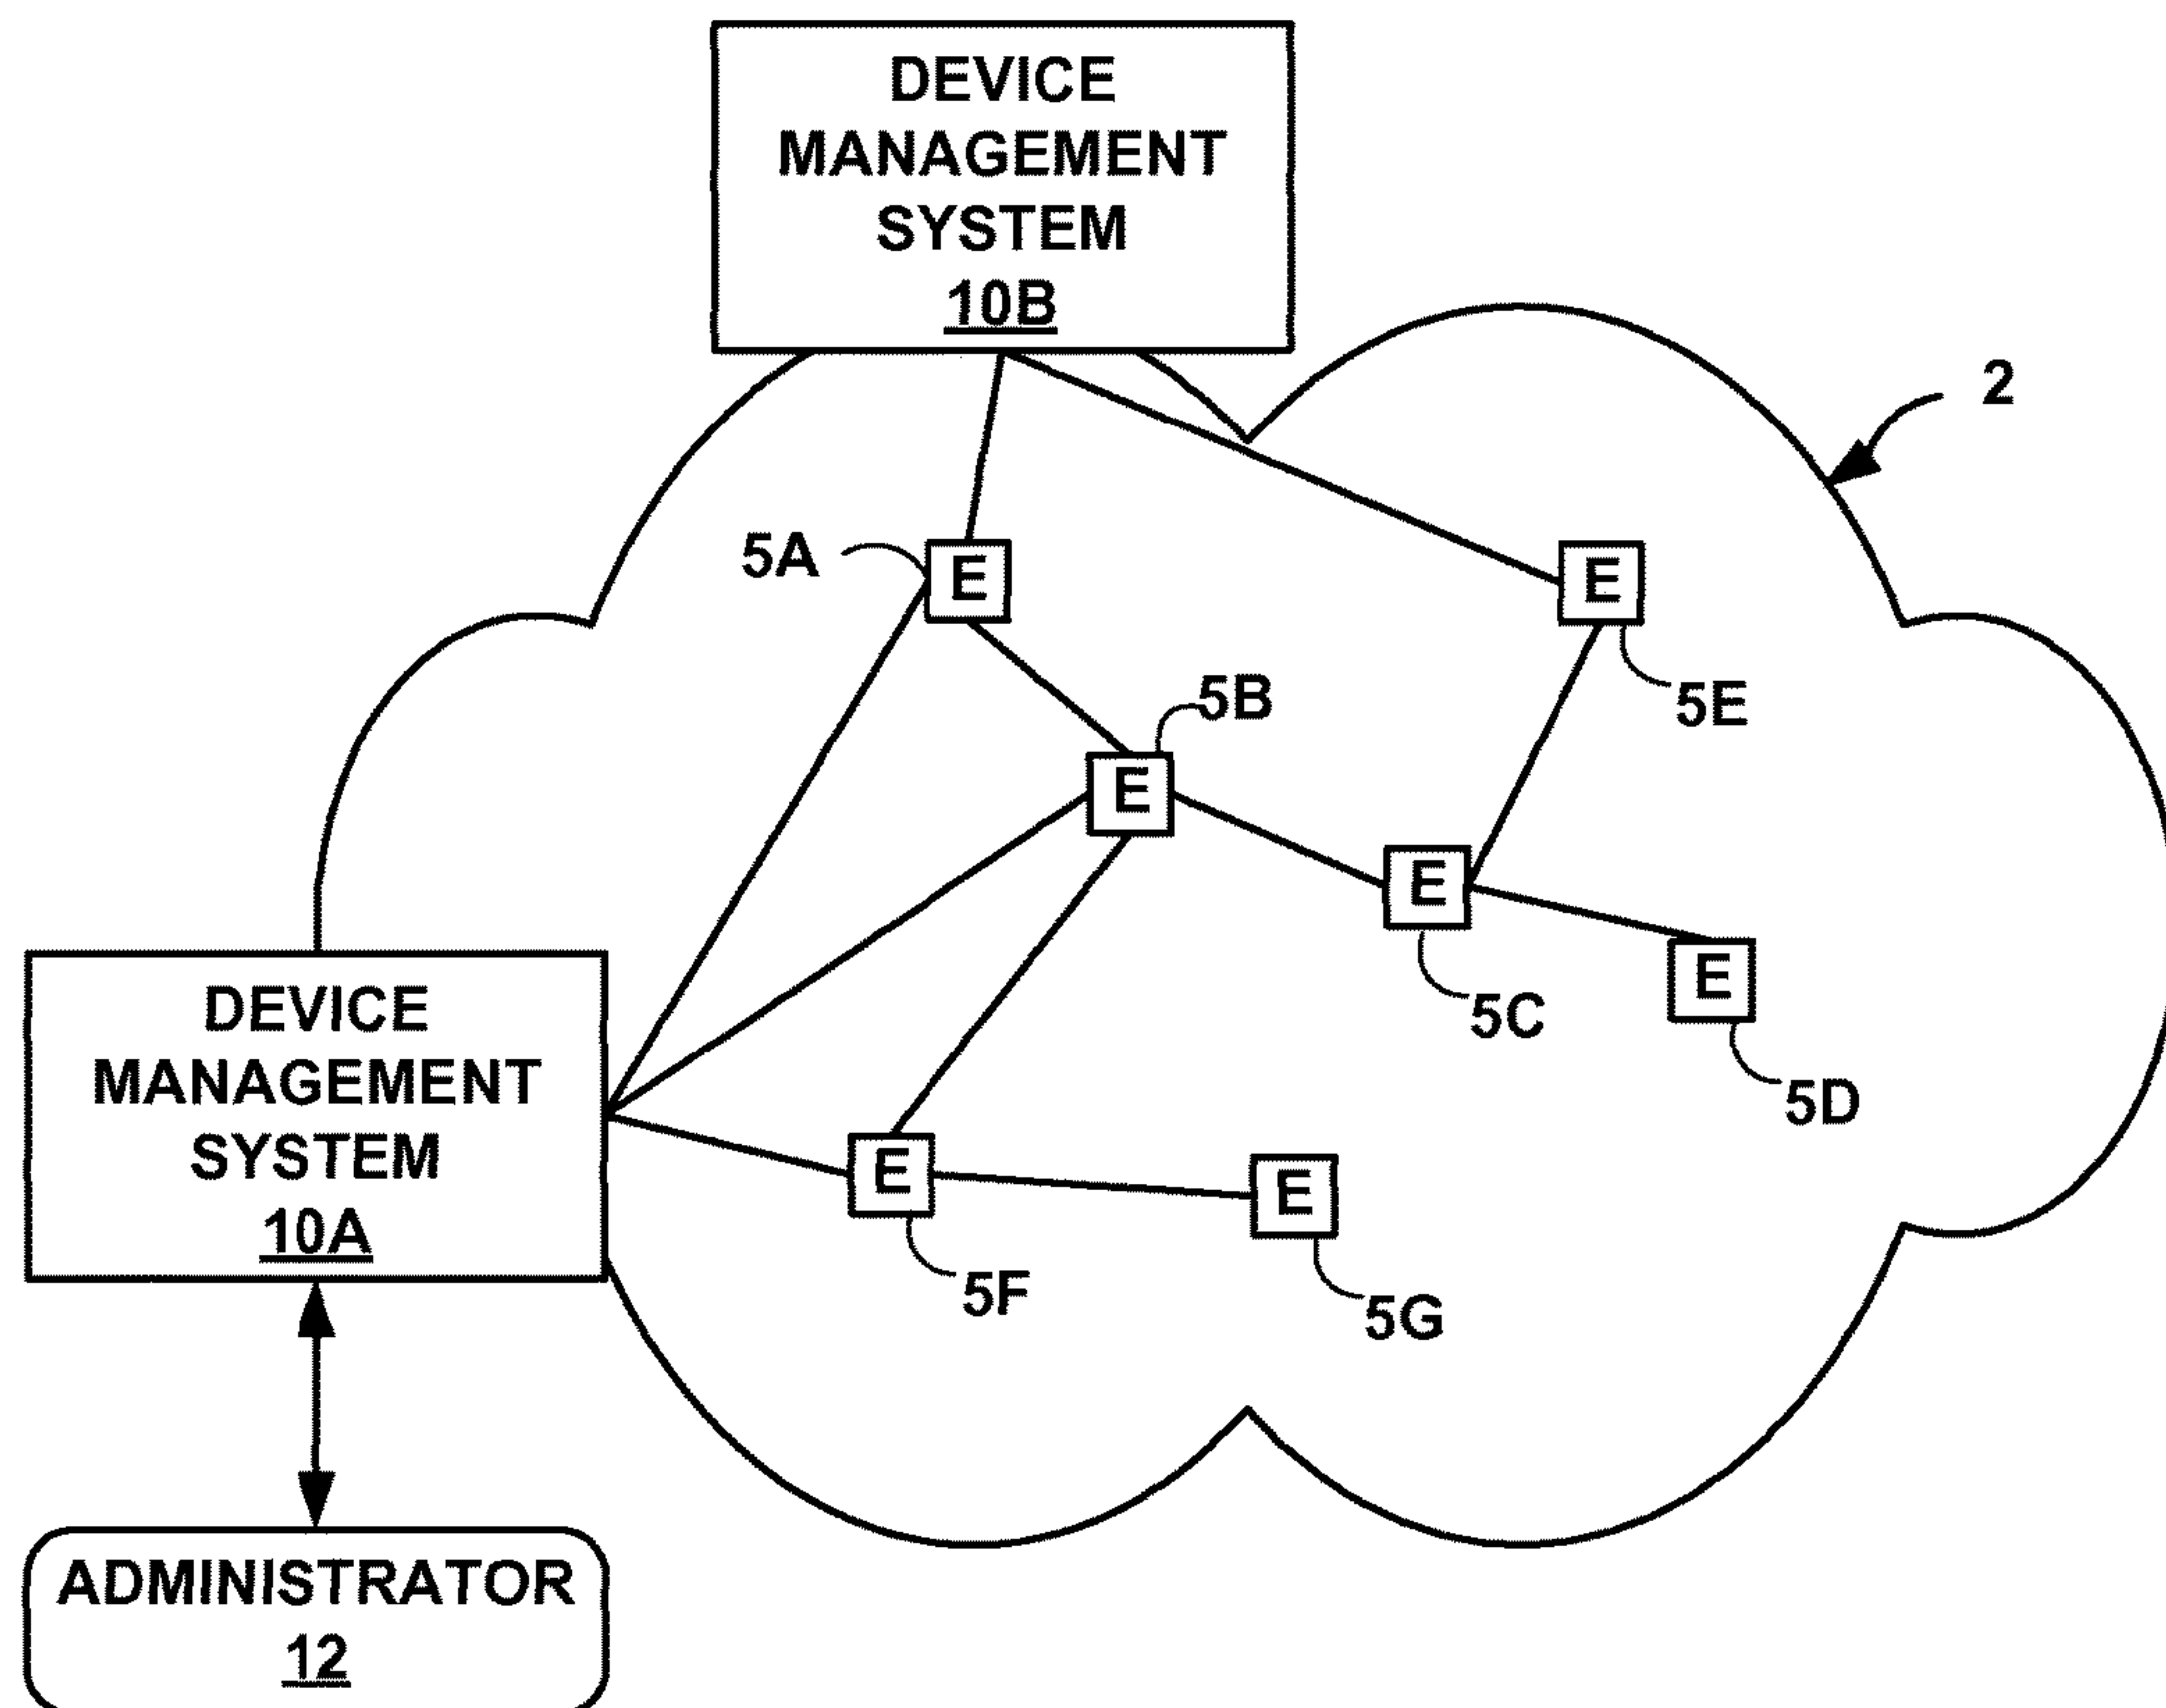 DEVICE
MANAGEMENT
SYSTEM
10B
2
5A
E
E
5E
5B
E
E
5C
E
5D
DEVICE
MANAGEMENT
SYSTEM
10A
E
5F
E
5G
ADMINISTRATOR
12